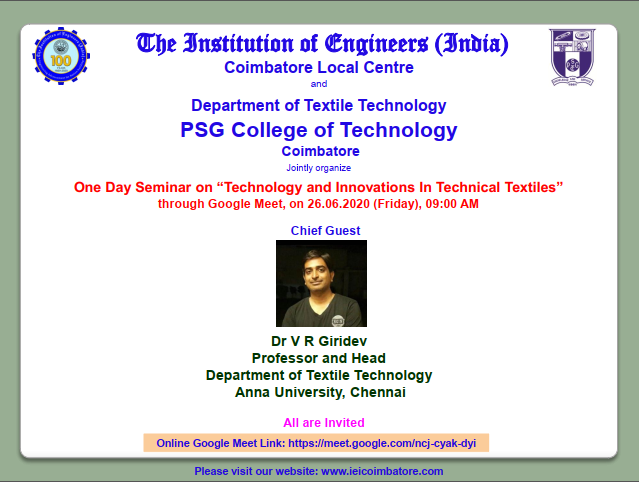 The Institution of Engineers (India)
100
Coimbatore Local Centre
and
Department of Textile Technology
PSG College of Technology
Coimbatore
Jointly organize
One Day Seminar on “Technology and Innovations In Technical Textiles”
through Google Meet, on 26.06.2020 (Friday), 09:00 AM
Chief Guest
Dr V R Giridev
Professor and Head
Department of Textile Technology
Anna University, Chennai
All are Invited
Online Google Meet Link: https://meet.google.com/ncj-cyak-dyi
Please visit our website: www.ieicoimbatore.com